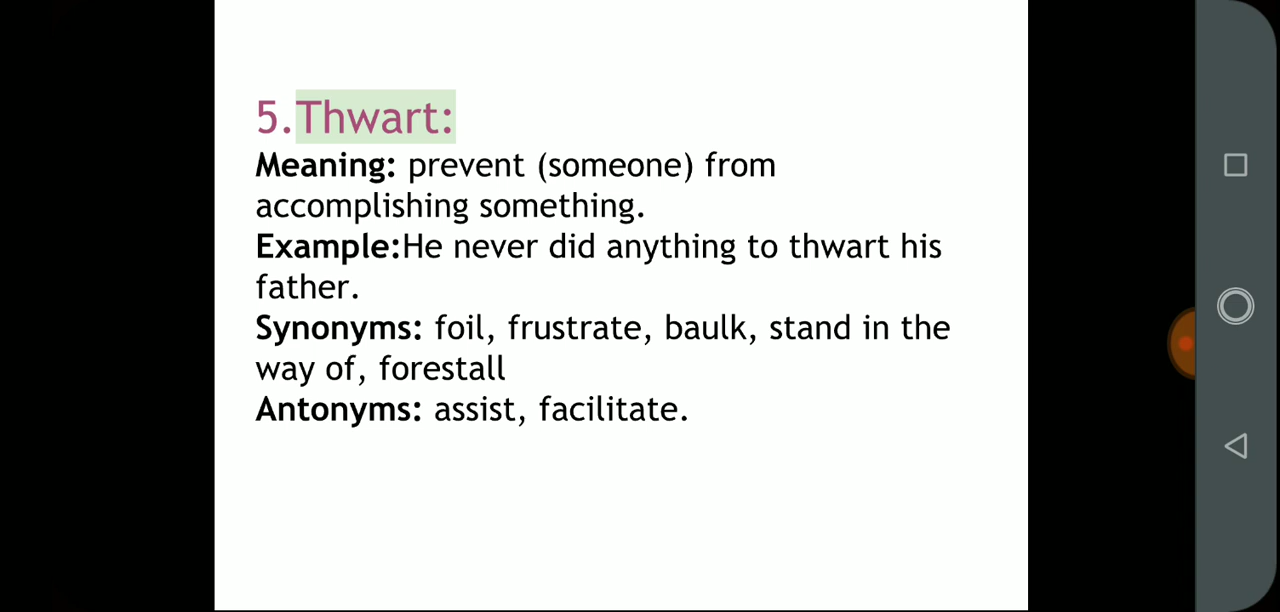 5.Thwart:
Meaning: prevent (someone) from
accomplishing something.
Example:He never did anything to thwart his
father.
Synonyms: foil, frustrate, baulk, stand in the
way of, forestall
Antonyms: assist, facilitate.